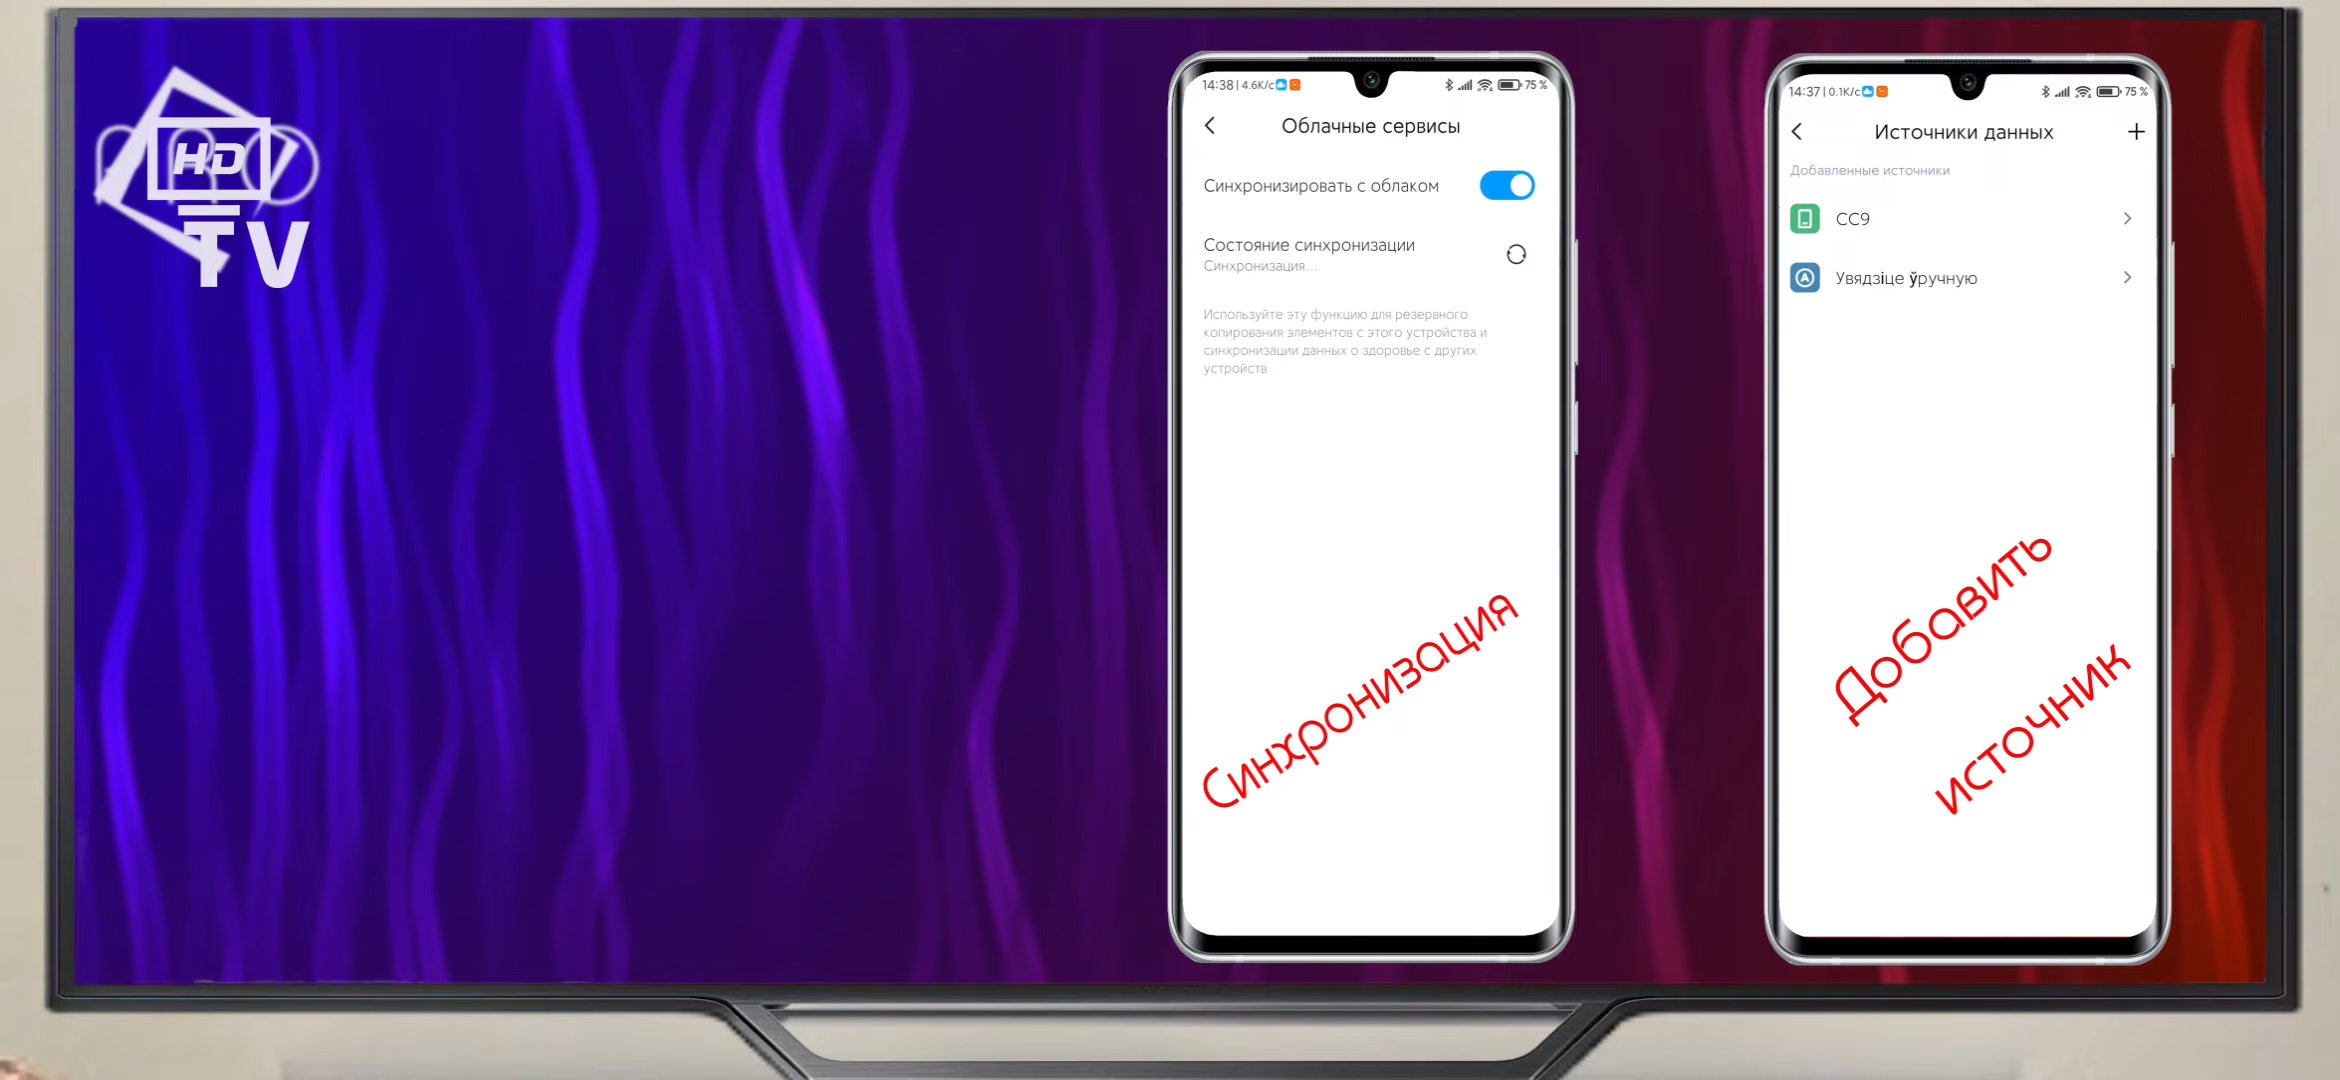 HD
TV
14:38 | 4.6K/c
75 %
Облачные сервисы
Синхронизировать с облаком
Состояние синхронизации
Синхронизация...
Используйте эту функцию для резервного
копирования элементов с этого устройства и
синхронизации данных о здоровье с других
устройств
Синхронизация
14:37 | 0.1K/c
75 %
Источники данных
Добавленные источники
CC9
Увядзіце ўручную
Добавить
источник